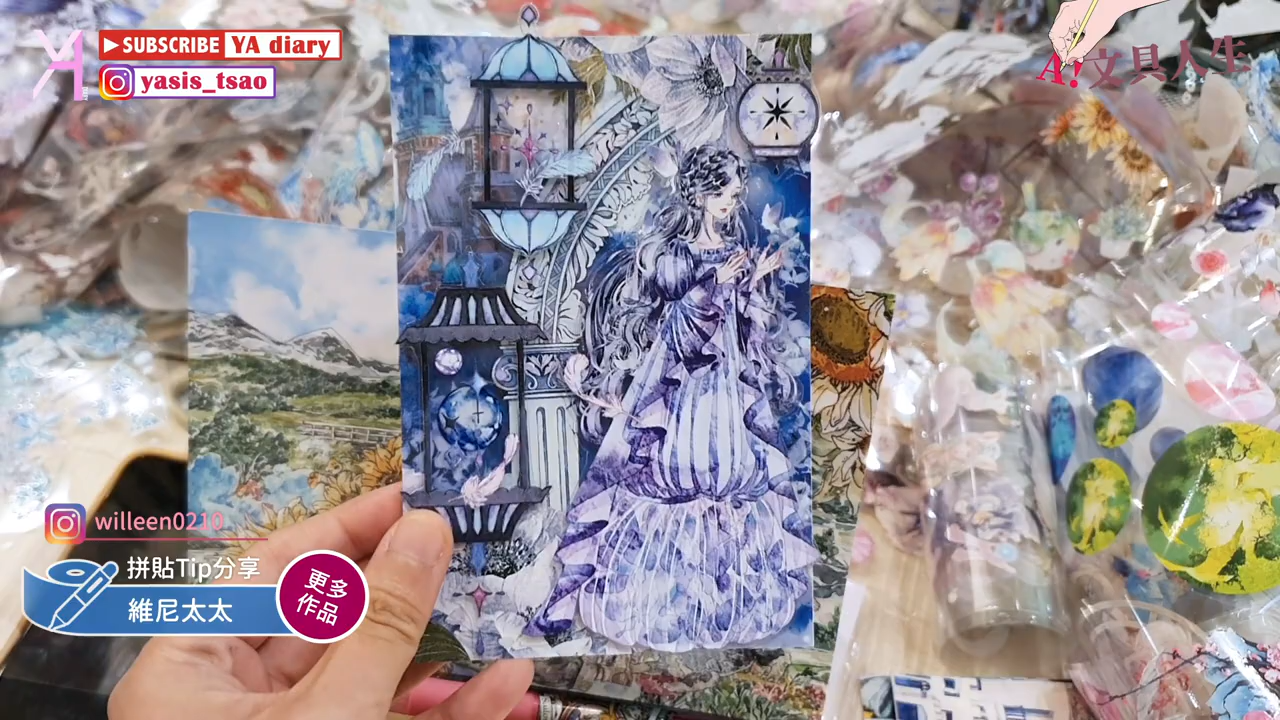 YA
SUBSCRIBE YA diary
yasis_tsao
A!文具人生
willeen0210
拼貼Tip分享
維尼太太
更多
作品